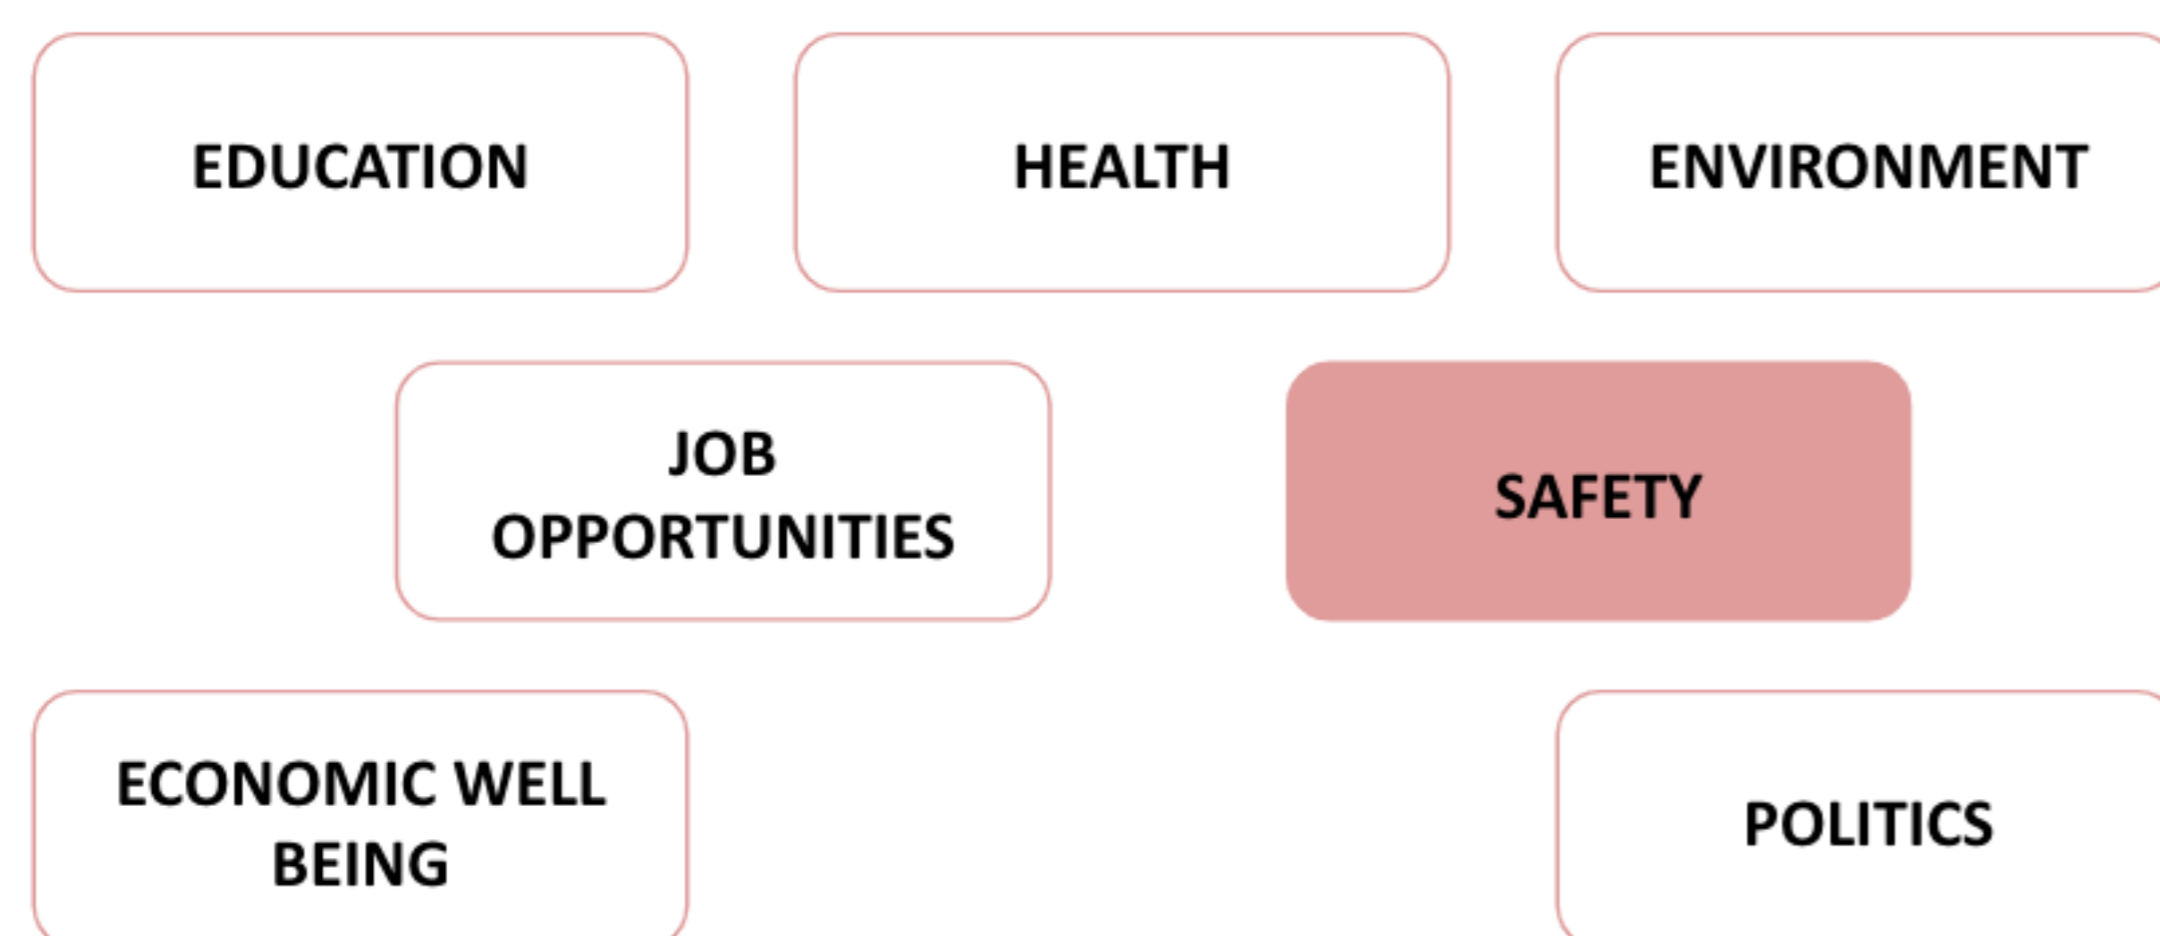 EDUCATION
HEALTH
ENVIRONMENT
JOB
OPPORTUNITIES
SAFETY
ECONOMIC WELL
BEING
POLITICS